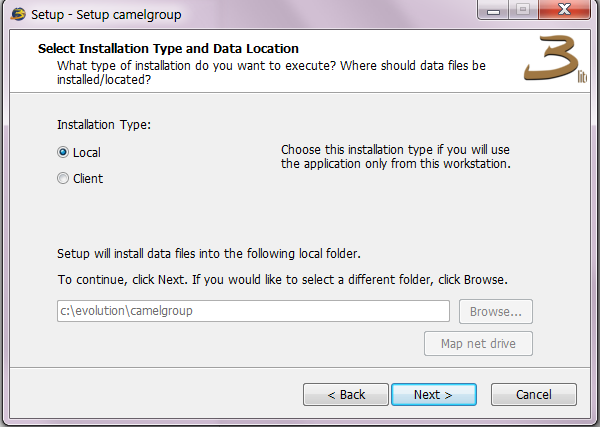 Setup - Setup camelgroup
Select Installation Type and Data Location
What type of installation do you want to execute? Where should data files be
installed/located?
3
lite
Installation Type:
Local
Choose this installation type if you will use
the application only from this workstation.
Client
Setup will install data files into the following local folder.
To continue, click Next. If you would like to select a different folder, click Browse.
c:\evolution\camelgroup
Browse...
Map net drive
< Back
Next >
Cancel